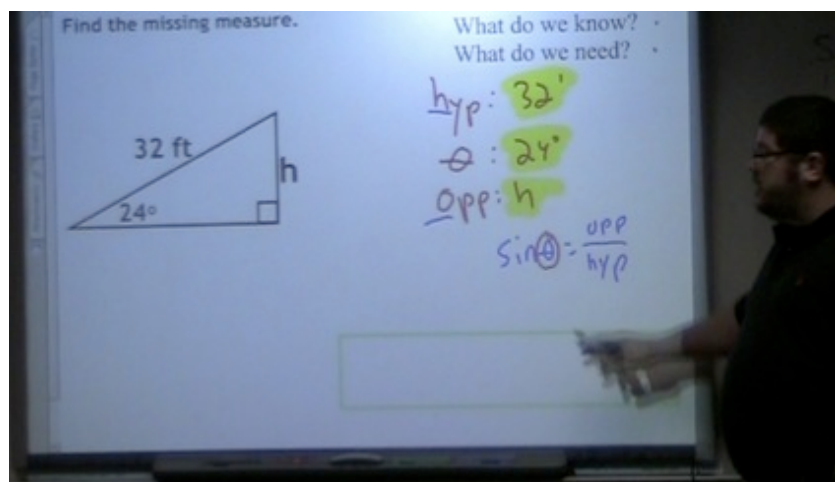 Find the missing measure.
What do we know?
What do we need?
hyp: 32'
32 ft
h
θ : 24°
24°
opp: h
sinθ = opp/hyp